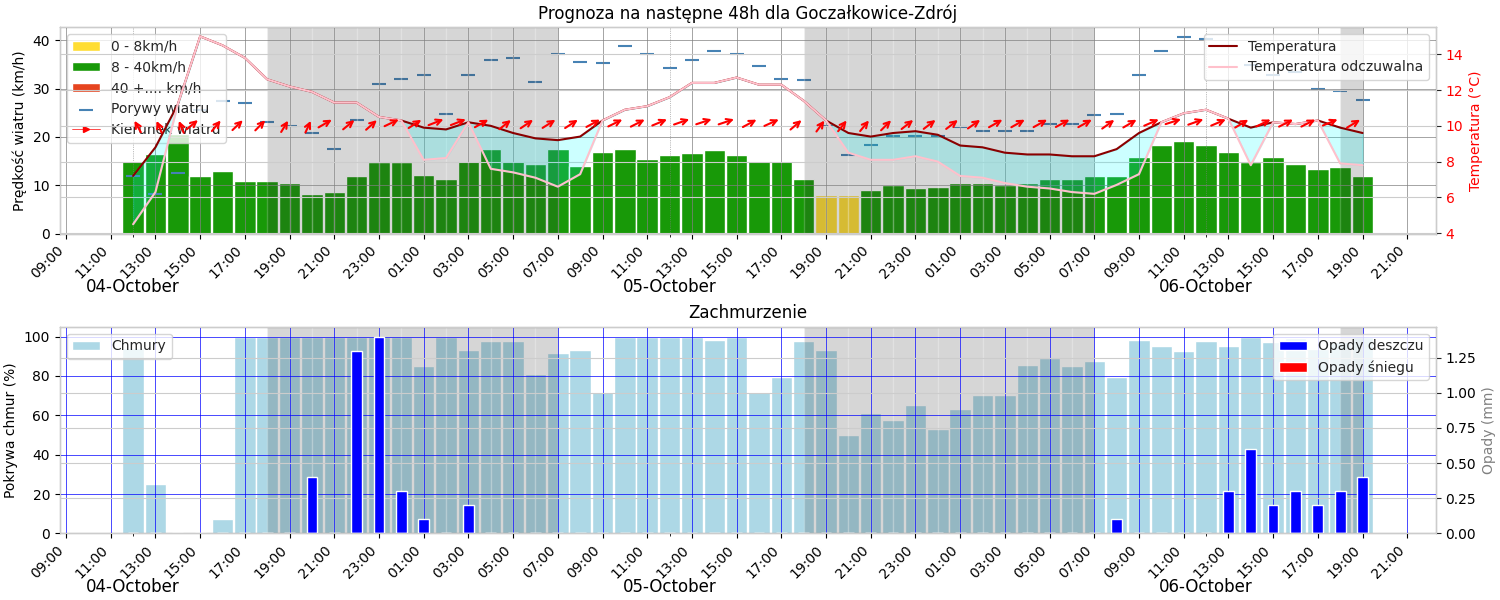 Prognoza na następne 48h dla Goczałkowice-Zdrój
Prędkość wiatru (km/h)
40
30
20
10
0
0 - 8km/h
8 - 40km/h
40 +.... km/h
Porywy wiatru
Kierunek wiatru
Temperatura
Temperatura odczuwalna
14
12
10
8
6
4
Temperatura (°C)
09:00 11:00 13:00 15:00 17:00 19:00 21:00 23:00 01:00 03:00 05:00 07:00 09:00 11:00 13:00 15:00 17:00 19:00 21:00 23:00 01:00 03:00 05:00 07:00 09:00 11:00 13:00 15:00 17:00 19:00 21:00
04-October 05-October 06-October
Zachmurzenie
Pokrywa chmur (%)
100
80
60
40
20
0
Chmury
Opady deszczu
Opady śniegu
1.25
1.00
0.75
0.50
0.25
0.00
Opady (mm)
09:00 11:00 13:00 15:00 17:00 19:00 21:00 23:00 01:00 03:00 05:00 07:00 09:00 11:00 13:00 15:00 17:00 19:00 21:00 23:00 01:00 03:00 05:00 07:00 09:00 11:00 13:00 15:00 17:00 19:00 21:00
04-October 05-October 06-October